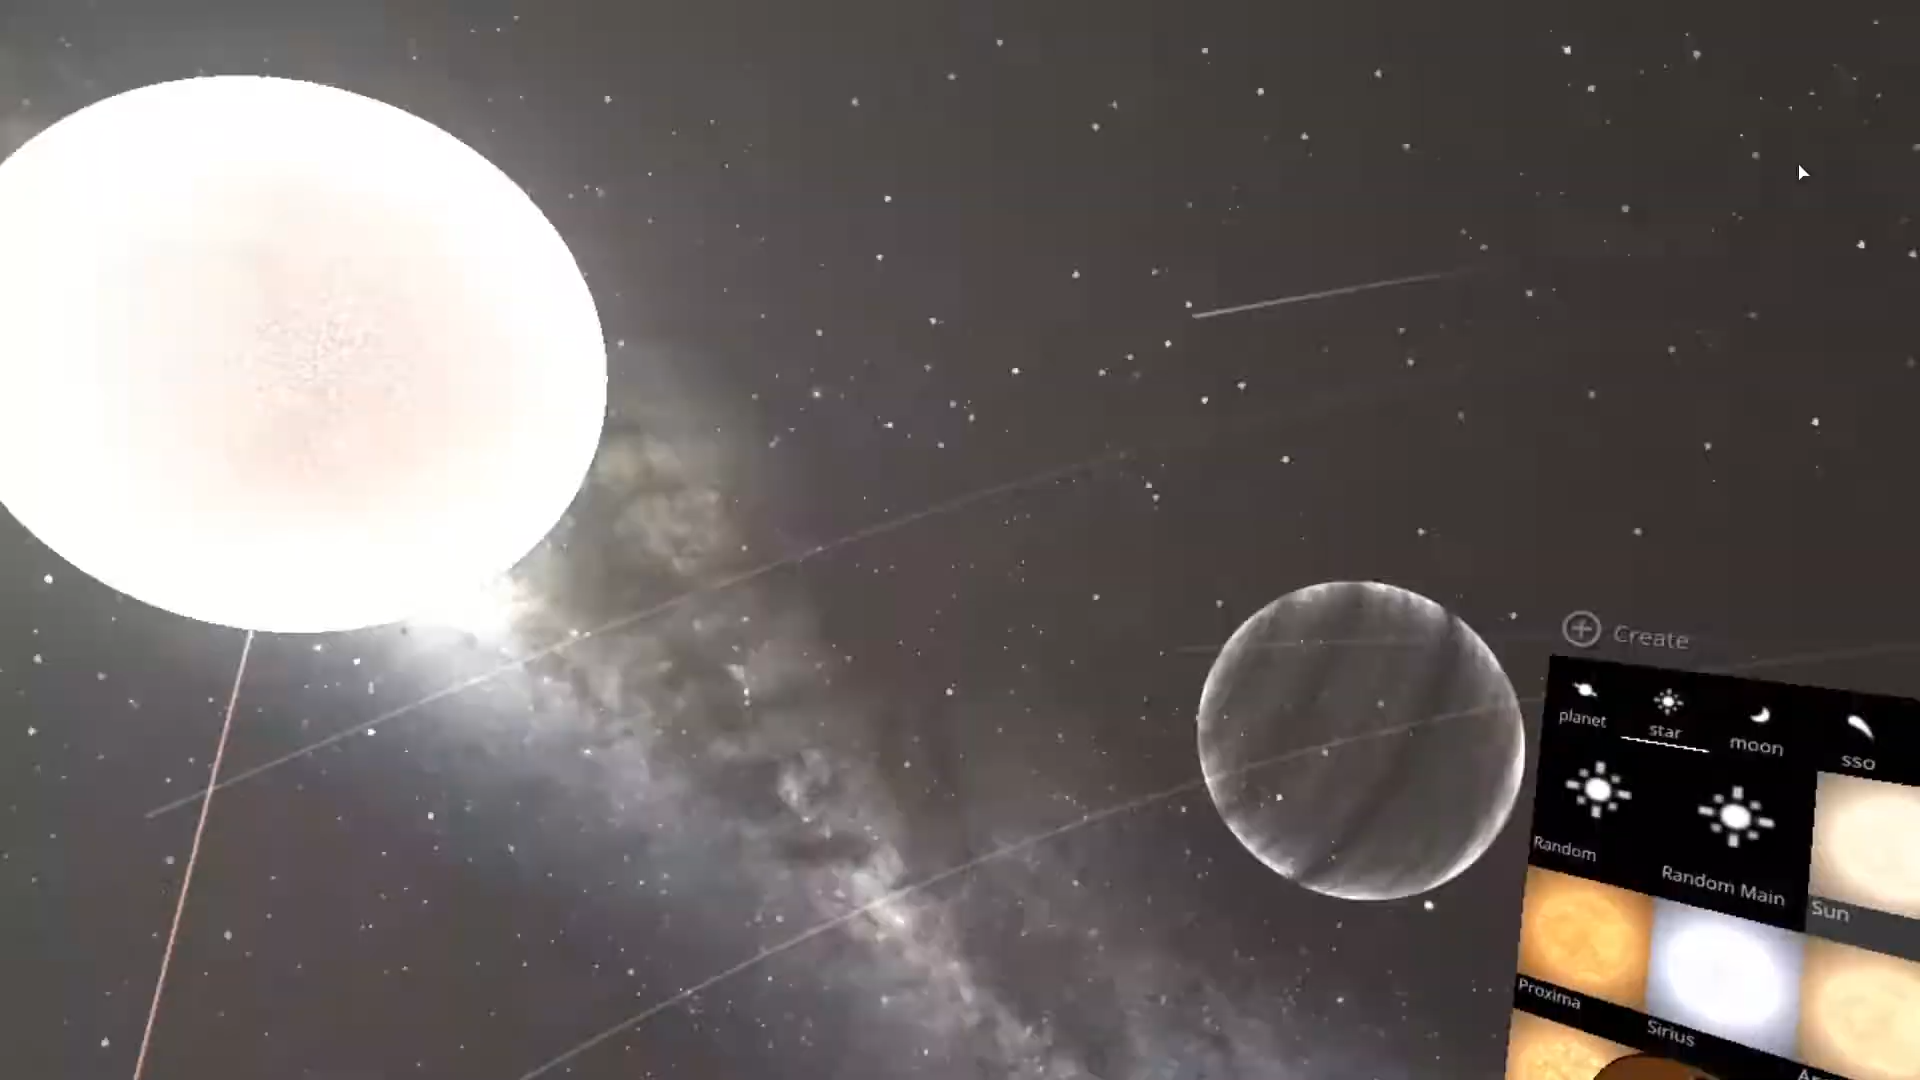 Create
planet
star
moon
sso
Random
Random Main
Sun
Proxima
Sirius